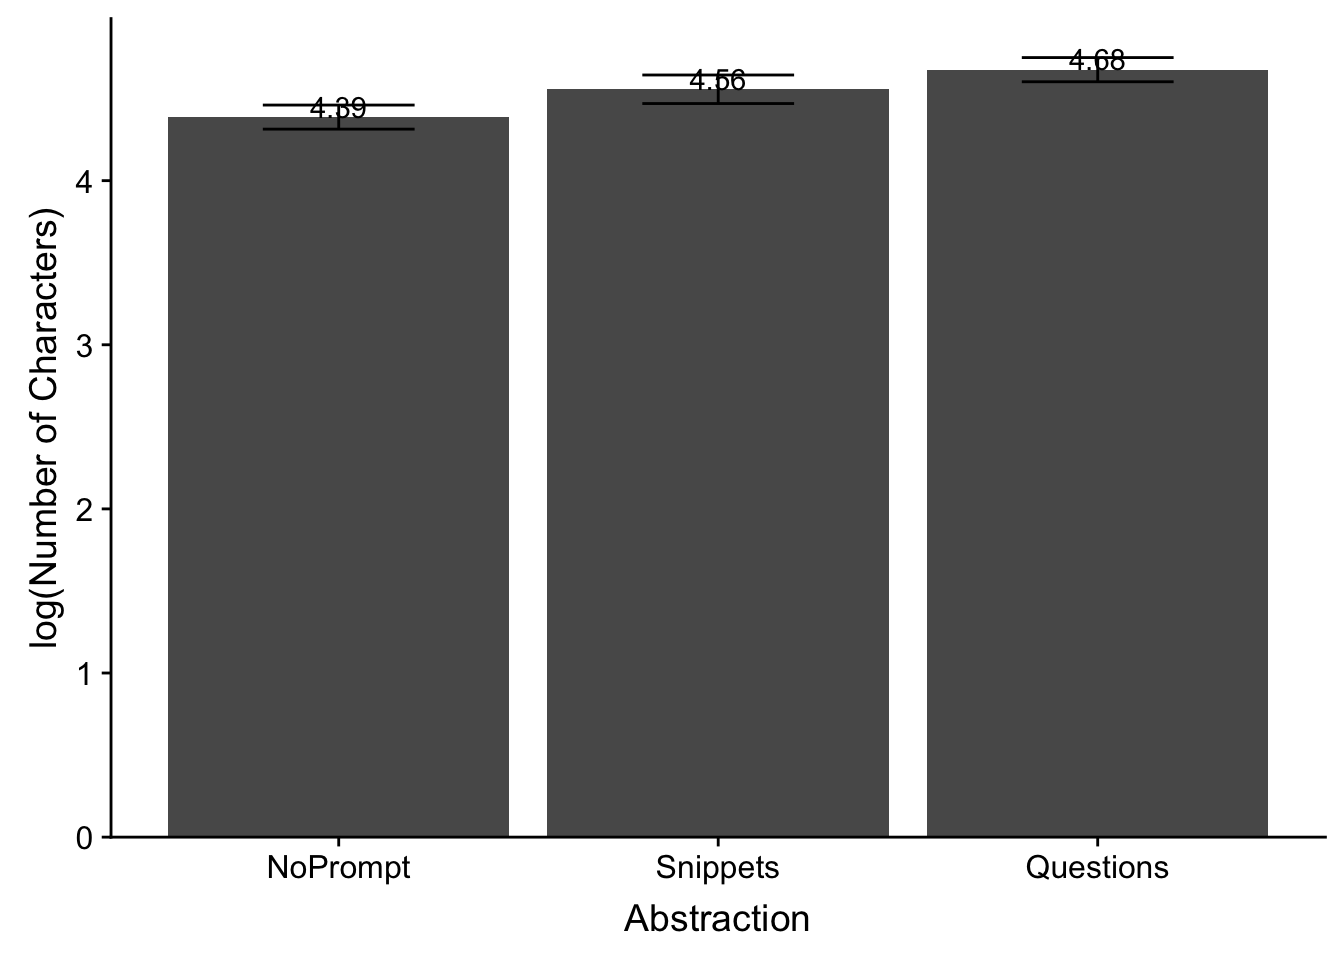 4.39
4.56
4.68
log(Number of Characters)
4
3
2
1
0
NoPrompt
Snippets
Questions
Abstraction